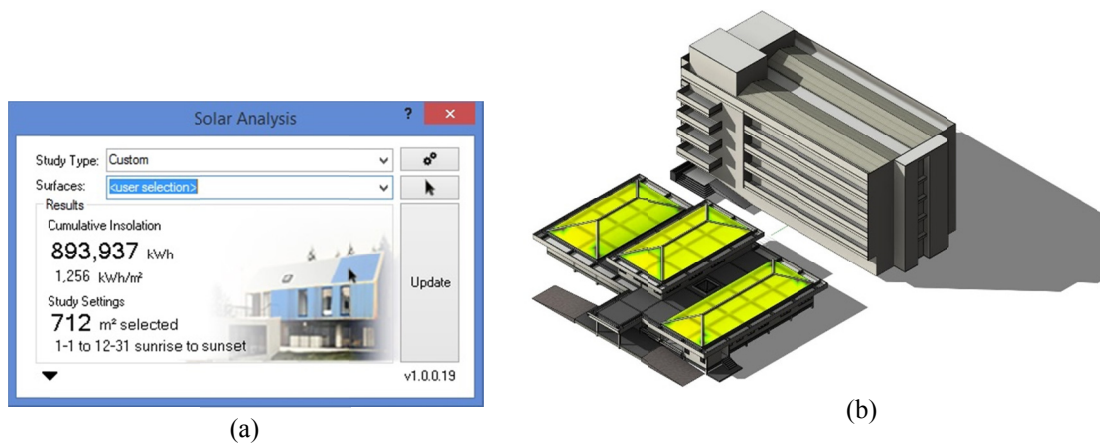 Solar Analysis
?
Study Type: Custom
Surfaces: <user selection>
Results
Cumulative Insolation
893,937 kWh
1,256 kWh/m²
Update
Study Settings
712 m² selected
1-1 to 12-31 sunrise to sunset
v1.0.0.19
(a)
(b)